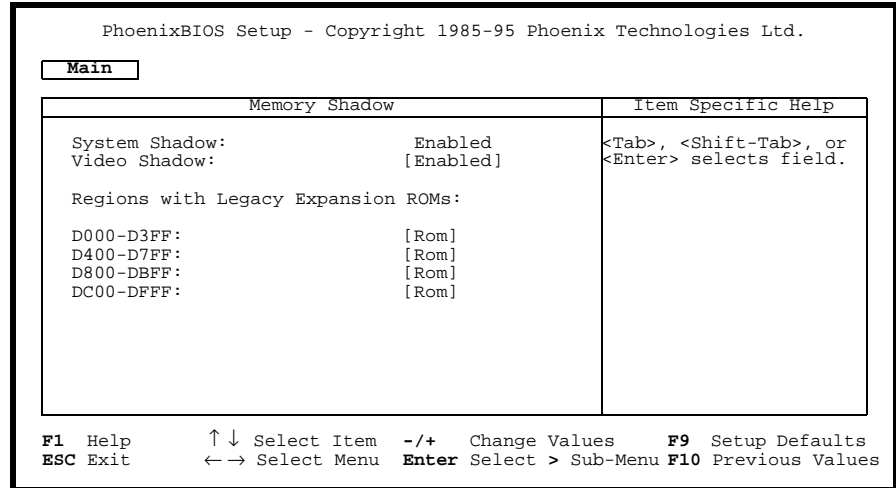 PhoenixBIOS Setup - Copyright 1985-95 Phoenix Technologies Ltd.
Main
Memory Shadow Item Specific Help
System Shadow: Enabled <Tab>, <Shift-Tab>, or
Video Shadow: [Enabled] <Enter> selects field.
Regions with Legacy Expansion ROMs:
D000-D3FF: [Rom]
D400-D7FF: [Rom]
D800-DBFF: [Rom]
DC00-DFFF: [Rom]
F1 Help ↑↓ Select Item -/+ Change Values F9 Setup Defaults
ESC Exit ←→ Select Menu Enter Select > Sub-Menu F10 Previous Values